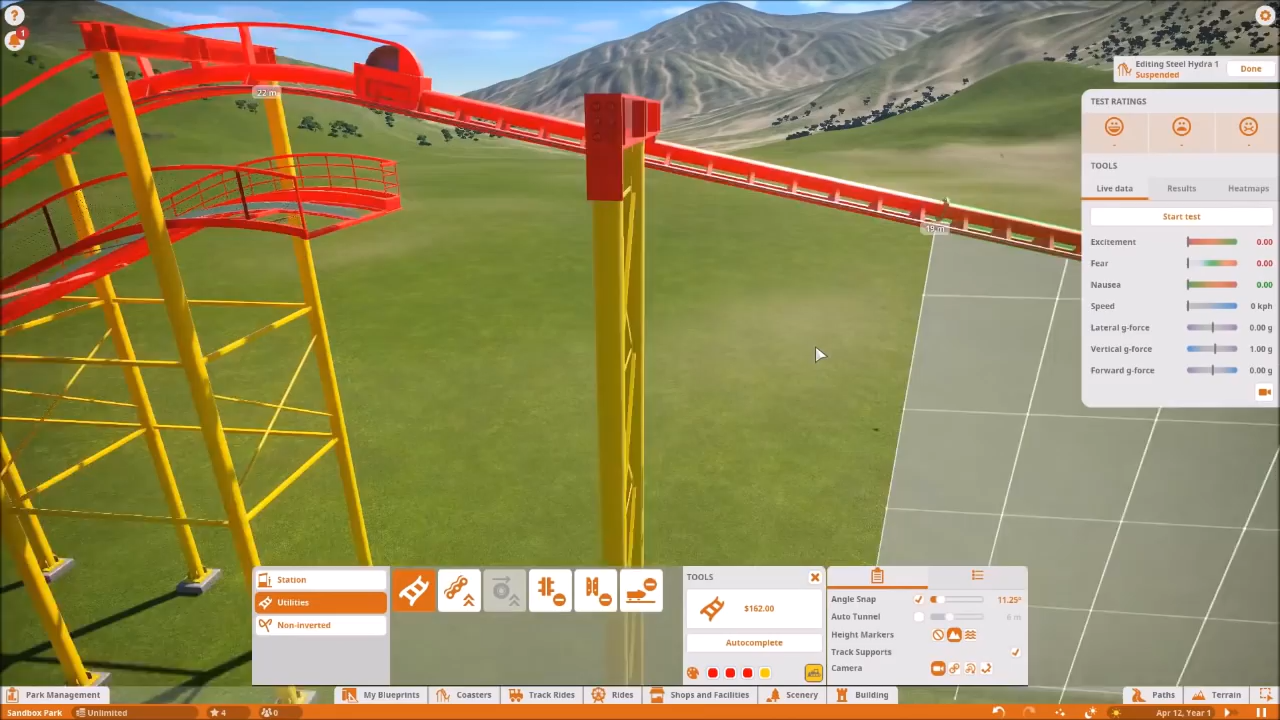 ?
1
Editing Steel Hydra 1
Suspended
Done
TEST RATINGS
-
-
-
TOOLS
Live data
Results
Heatmaps
Start test
Excitement 0.00
Fear 0.00
Nausea 0.00
Speed 0 kph
Lateral g-force 0.00 g
Vertical g-force 1.00 g
Forward g-force 0.00 g
22 m
19 m
Station
Utilities
Non-inverted
TOOLS
$162.00
Autocomplete
Angle Snap 11.25°
Auto Tunnel 6 m
Height Markers
Track Supports
Camera
Park Management
My Blueprints
Coasters
Track Rides
Rides
Shops and Facilities
Scenery
Building
Paths
Terrain
Sandbox Park
Unlimited
4
0
Apr 12, Year 1